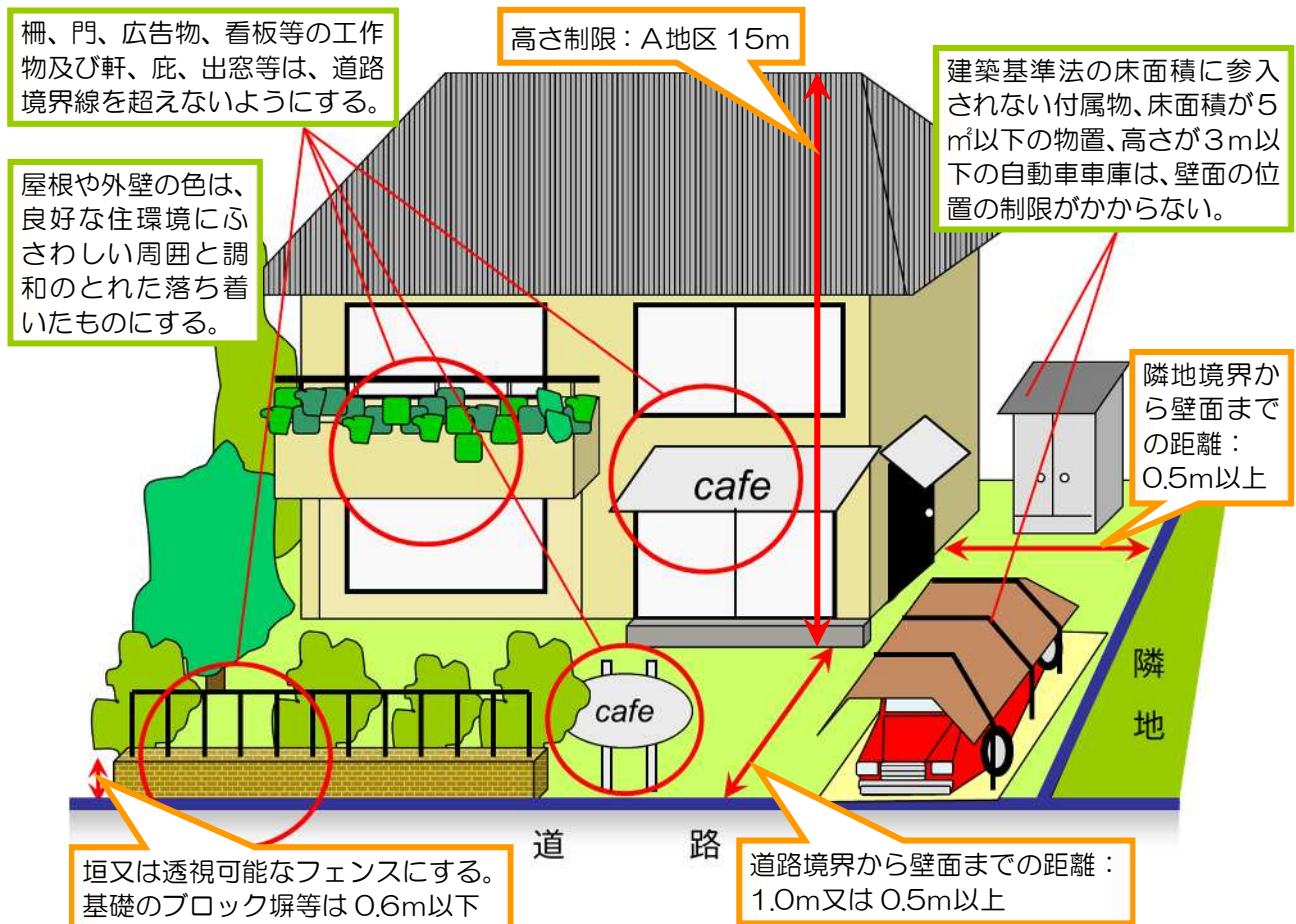 柵、門、広告物、看板等の工作
物及び軒、庇、出窓等は、道路
境界線を超えないようにする。
高さ制限：A地区 15m
建築基準法の床面積に参入
されない付属物、床面積が５
㎡以下の物置、高さが３ｍ以
下の自動車車庫は、壁面の位
置の制限がかからない。
屋根や外壁の色は、
良好な住環境にふ
さわしい周囲と調
和のとれた落ち着
いたものにする。
隣地境界か
ら壁面まで
の距離：
0.5m以上
cafe
cafe
隣
地
道 路
垣又は透視可能なフェンスにする。
基礎のブロック塀等は 0.6m以下
道路境界から壁面までの距離：
1.0m又は 0.5m以上